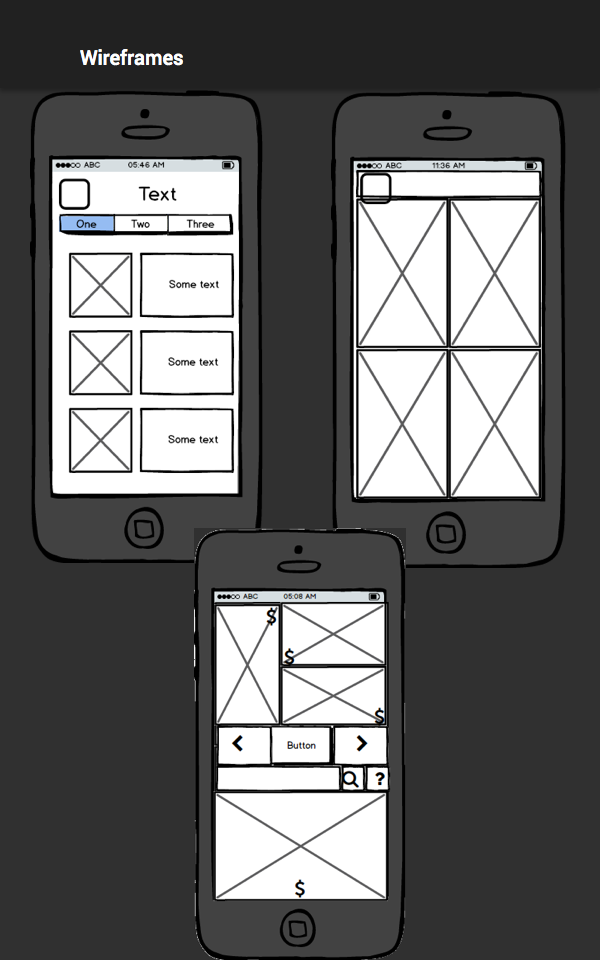 Wireframes
ABC 05:46 AM
Text
One Two Three
Some text
Some text
Some text
ABC 11:36 AM
ABC 05:08 AM
$
$
$
Button
?
$